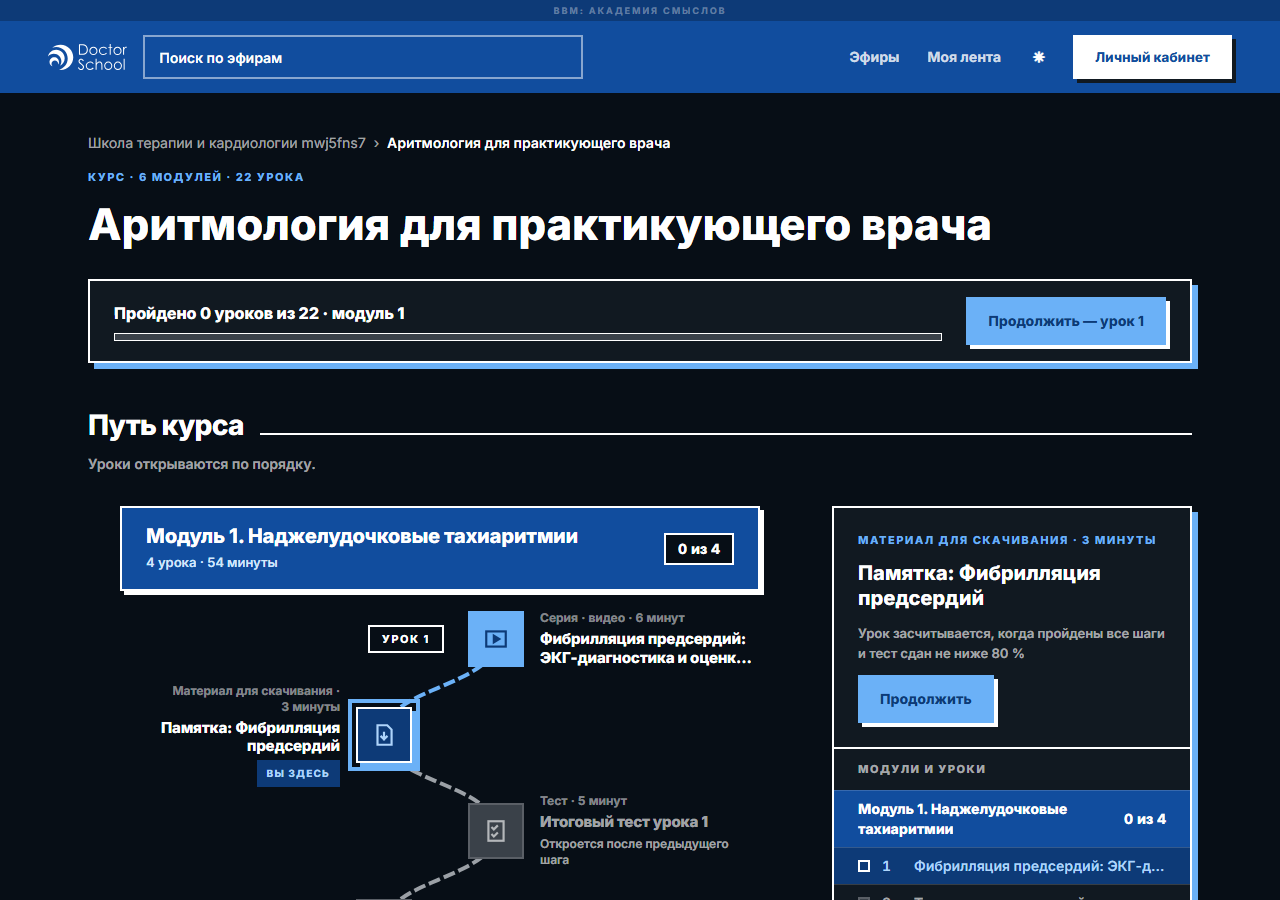 ВВМ: АКАДЕМИЯ СМЫСЛОВ
Doctor
School
Поиск по эфирам
Эфиры
Моя лента
Личный кабинет
Школа терапии и кардиологии mwj5fns7 › Аритмология для практикующего врача
КУРС · 6 МОДУЛЕЙ · 22 УРОКА
Аритмология для практикующего врача
Пройдено 0 уроков из 22 · модуль 1
Продолжить — урок 1
Путь курса
Уроки открываются по порядку.
Модуль 1. Наджелудочковые тахиаритмии
4 урока · 54 минуты
0 из 4
УРОК 1
Серия · видео · 6 минут
Фибрилляция предсердий:
ЭКГ-диагностика и оценк...
Материал для скачивания ·
3 минуты
Памятка: Фибрилляция
предсердий
ВЫ ЗДЕСЬ
Тест · 5 минут
Итоговый тест урока 1
Откроется после предыдущего
шага
МАТЕРИАЛ ДЛЯ СКАЧИВАНИЯ · 3 МИНУТЫ
Памятка: Фибрилляция
предсердий
Урок засчитывается, когда пройдены все шаги
и тест сдан не ниже 80 %
Продолжить
МОДУЛИ И УРОКИ
Модуль 1. Наджелудочковые
тахиаритмии
0 из 4
1 Фибрилляция предсердий: ЭКГ-д...